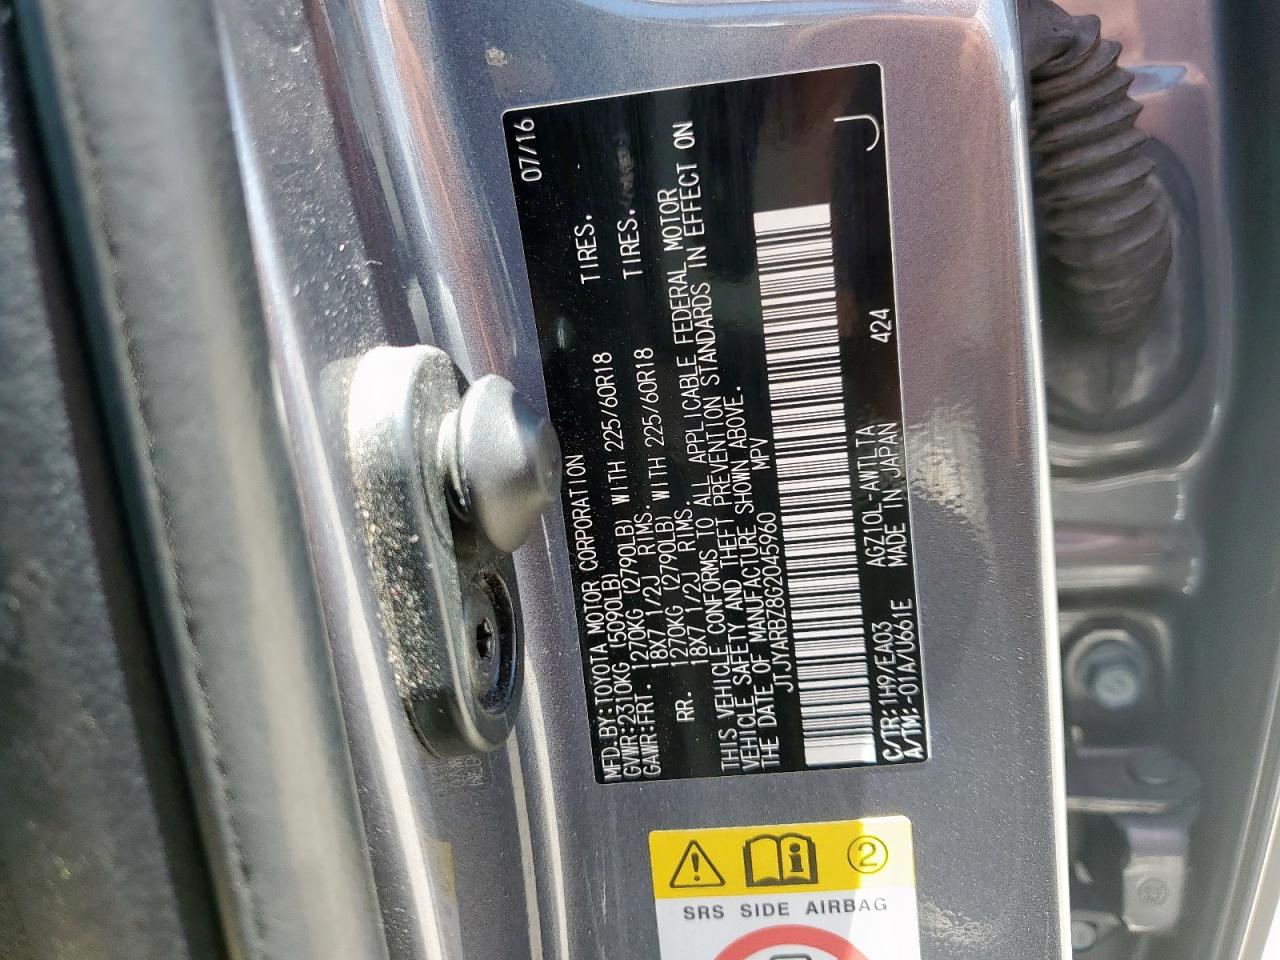 MFD.BY:TOYOTA MOTOR CORPORATION 07/16
GVWR:2310KG (5090LB)
GAWR:FRT. 1270KG (2790LB) WITH 225/60R18 TIRES.
18X7 1/2J RIMS.
RR. 1270KG (2790LB) WITH 225/60R18 TIRES.
18X7 1/2J RIMS.
THIS VEHICLE CONFORMS TO ALL APPLICABLE FEDERAL MOTOR
VEHICLE SAFETY AND THEFT PREVENTION STANDARDS IN EFFECT ON
THE DATE OF MANUFACTURE SHOWN ABOVE.
JTJYARBZ8G2045960 MPV
C/TR:1H9/EA03 AGZ10L-AWTLTA 424
A/TM:-01A/U661E MADE IN JAPAN
J
2
SRS SIDE AIRBAG